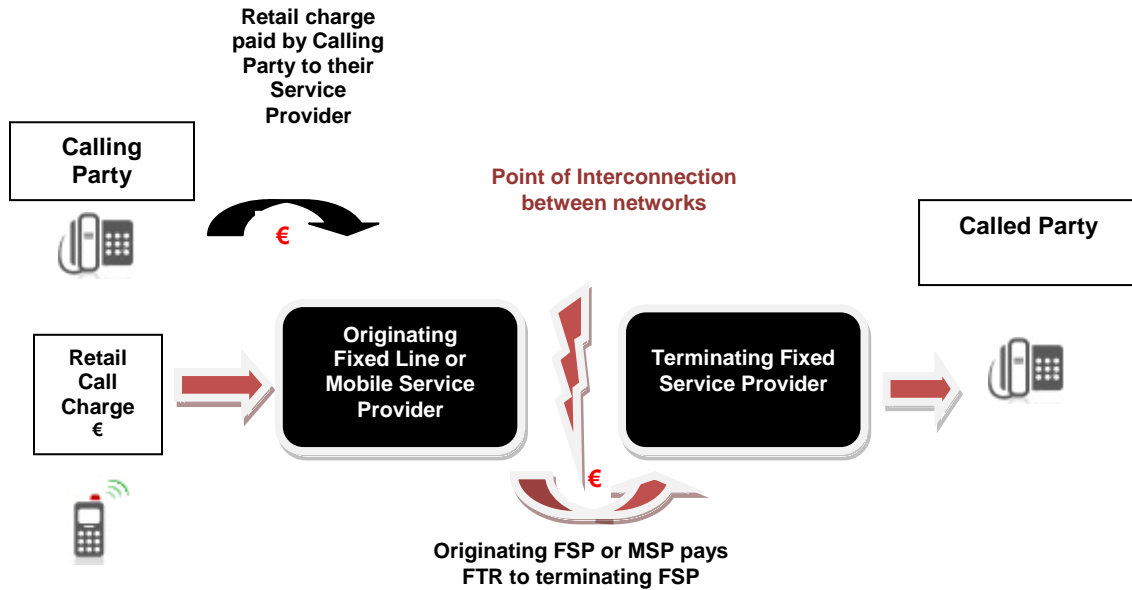 Retail charge
paid by Calling
Party to their
Service
Provider
Calling
Party
€
Point of Interconnection
between networks
Called Party
Retail
Call
Charge
€
Originating
Fixed Line or
Mobile Service
Provider
Terminating Fixed
Service Provider
€
Originating FSP or MSP pays
FTR to terminating FSP